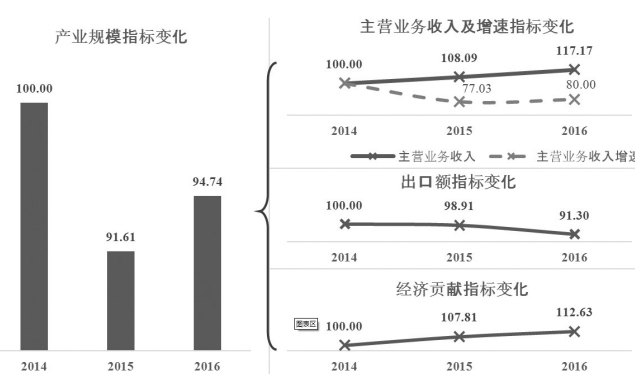 产业规模指标变化
100.00
91.61
94.74
2014 2015 2016
主营业务收入及增速指标变化
100.00 108.09 117.17
77.03 80.00
2014 2015 2016
主营业务收入 主营业务收入增速
出口额指标变化
100.00 98.91 91.30
2014 2015 2016
经济贡献指标变化
图表区
100.00 107.81 112.63
2014 2015 2016